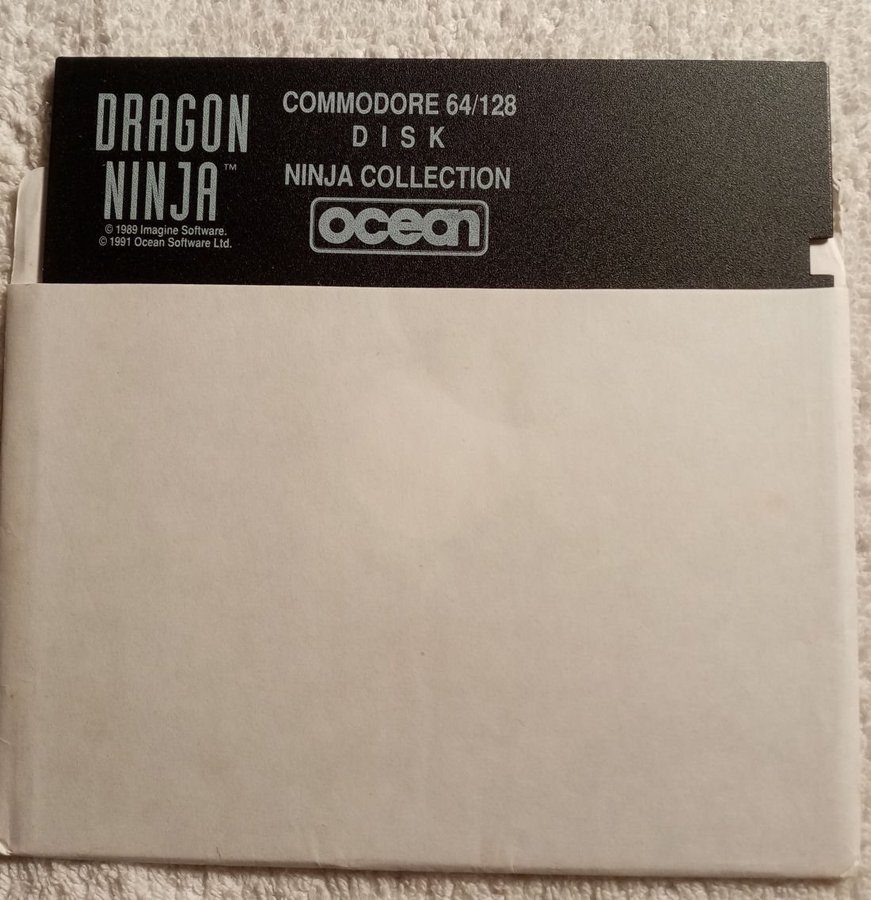 DRAGON
NINJA™
© 1989 Imagine Software.
© 1991 Ocean Software Ltd.
COMMODORE 64/128
DISK
NINJA COLLECTION
ocean